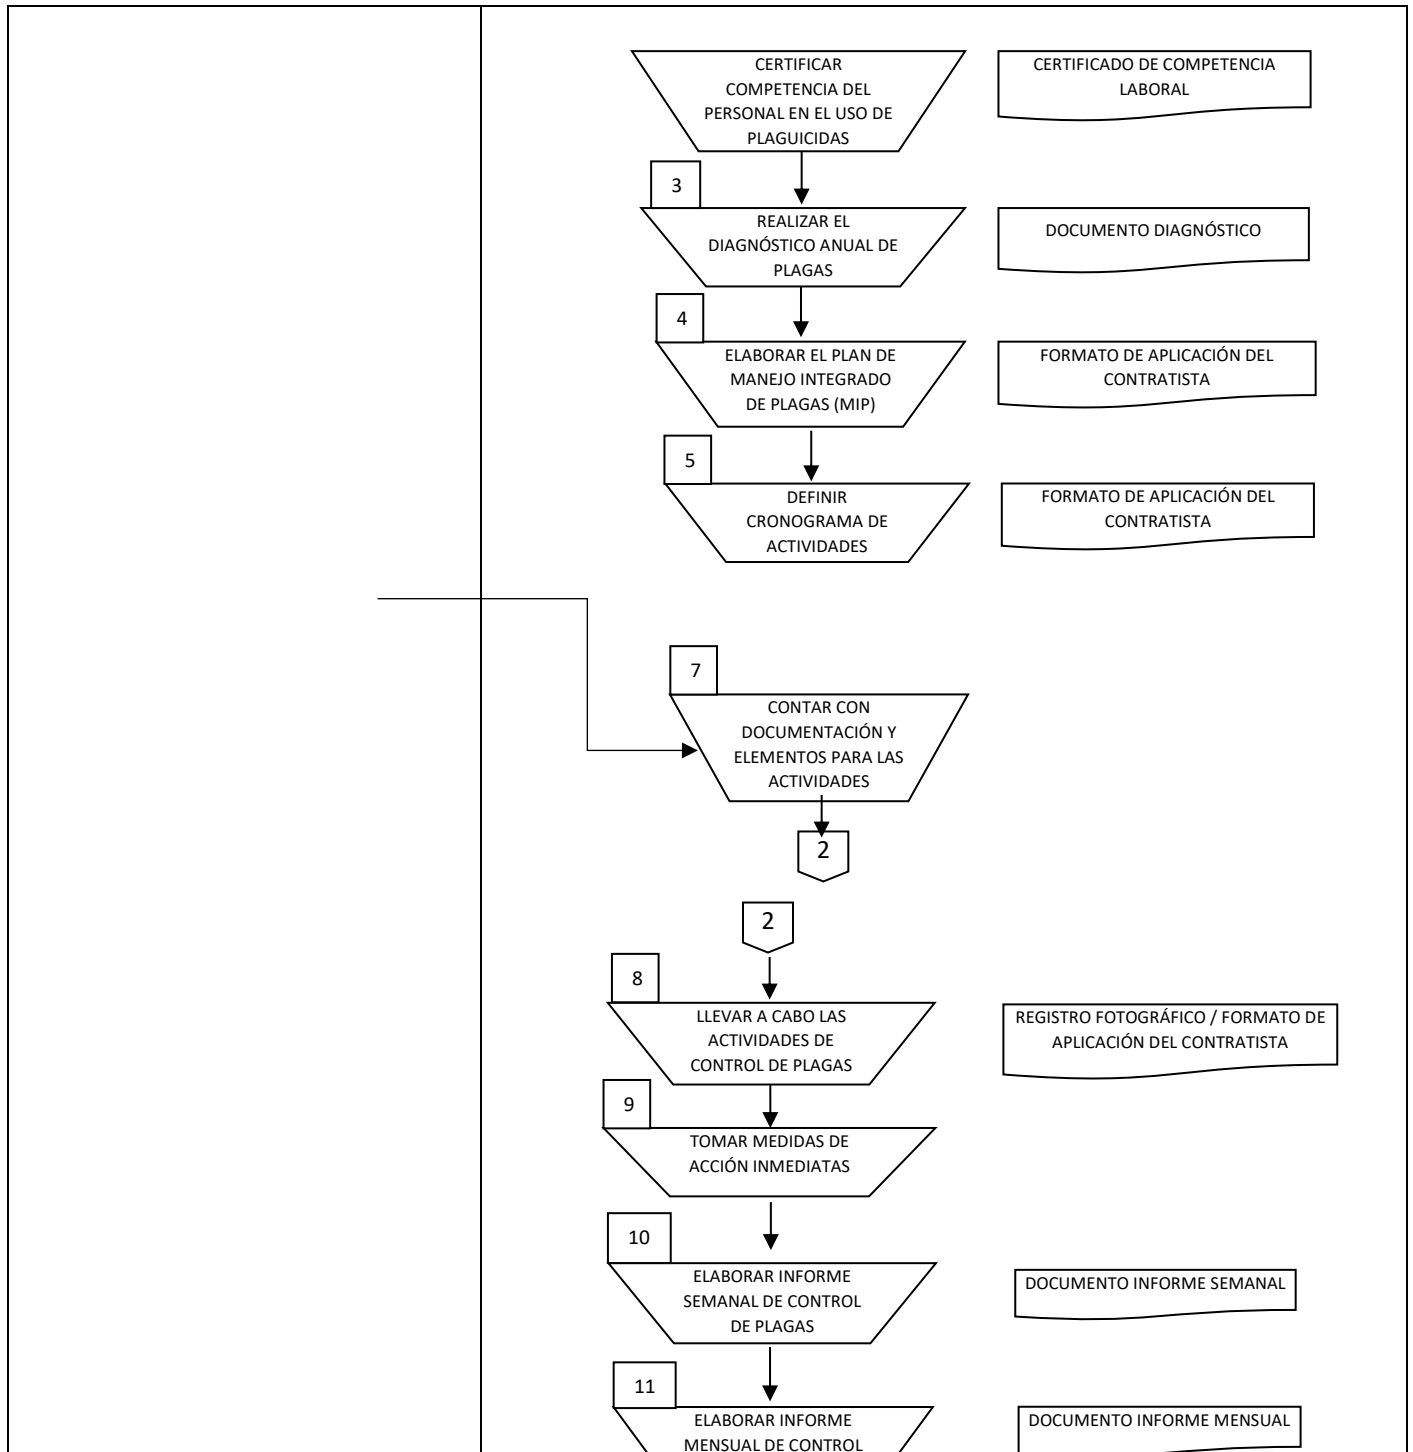 CERTIFICAR
COMPETENCIA DEL
PERSONAL EN EL USO DE
PLAGUICIDAS
CERTIFICADO DE COMPETENCIA
LABORAL
3
REALIZAR EL
DIAGNÓSTICO ANUAL DE
PLAGAS
DOCUMENTO DIAGNÓSTICO
4
ELABORAR EL PLAN DE
MANEJO INTEGRADO
DE PLAGAS (MIP)
FORMATO DE APLICACIÓN DEL
CONTRATISTA
5
DEFINIR
CRONOGRAMA DE
ACTIVIDADES
FORMATO DE APLICACIÓN DEL
CONTRATISTA
7
CONTAR CON
DOCUMENTACIÓN Y
ELEMENTOS PARA LAS
ACTIVIDADES
2
2
8
LLEVAR A CABO LAS
ACTIVIDADES DE
CONTROL DE PLAGAS
REGISTRO FOTOGRÁFICO / FORMATO DE
APLICACIÓN DEL CONTRATISTA
9
TOMAR MEDIDAS DE
ACCIÓN INMEDIATAS
10
ELABORAR INFORME
SEMANAL DE CONTROL
DE PLAGAS
DOCUMENTO INFORME SEMANAL
11
ELABORAR INFORME
MENSUAL DE CONTROL
DOCUMENTO INFORME MENSUAL